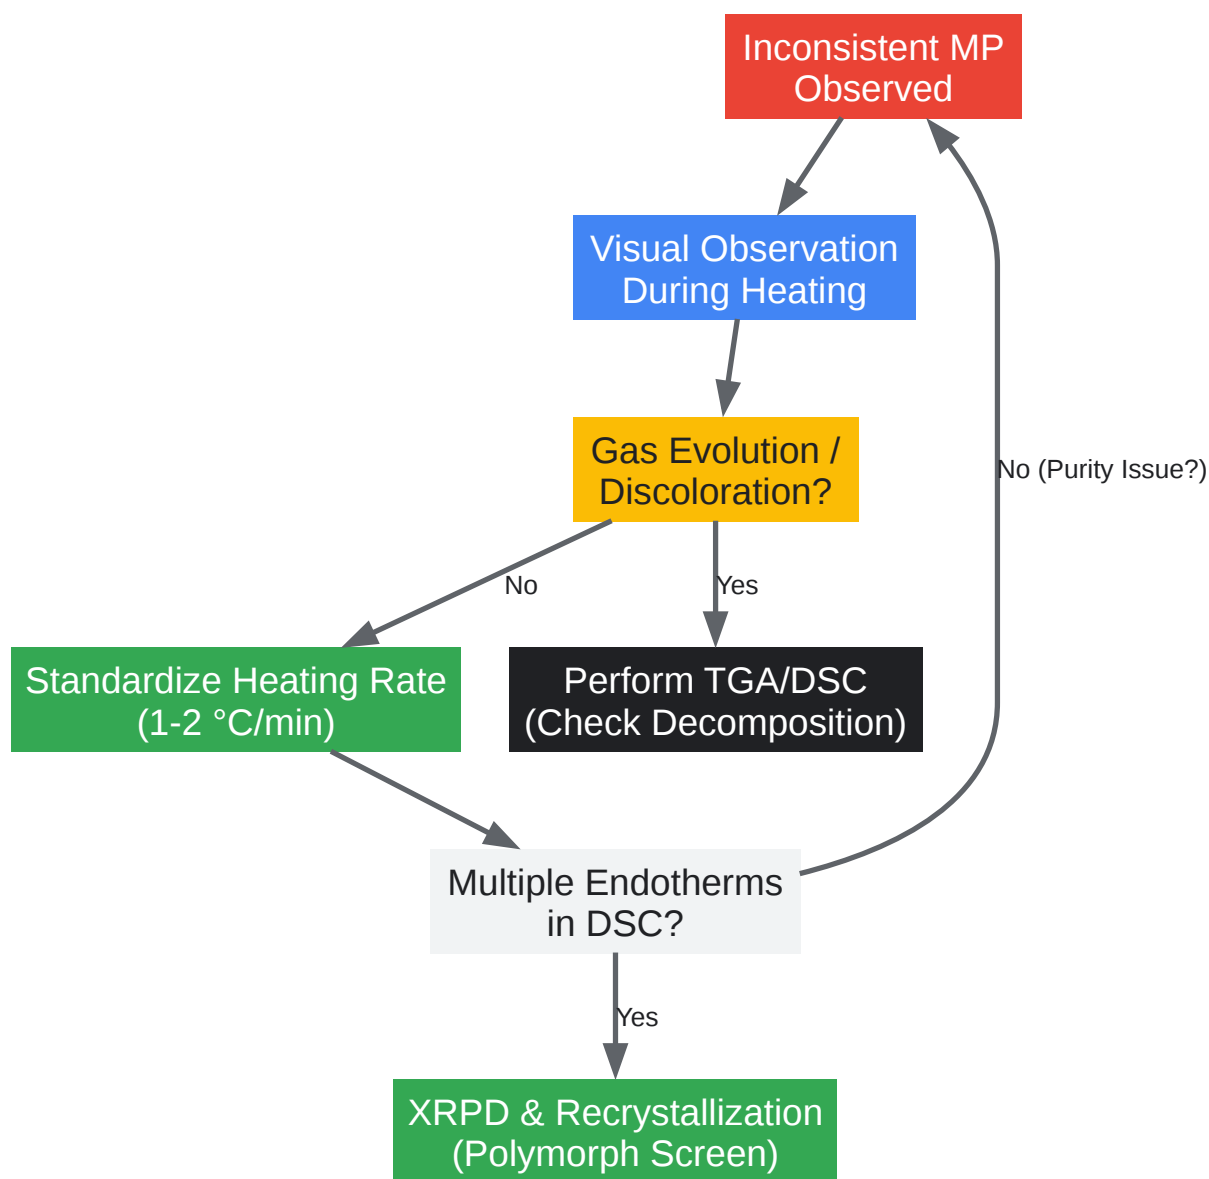 Inconsistent MP
Observed
Visual Observation
During Heating
Gas Evolution /
Discoloration?
No (Purity Issue?)
No
Yes
Standardize Heating Rate
(1-2 °C/min)
Perform TGA/DSC
(Check Decomposition)
Multiple Endotherms
in DSC?
Yes
XRPD & Recrystallization
(Polymorph Screen)